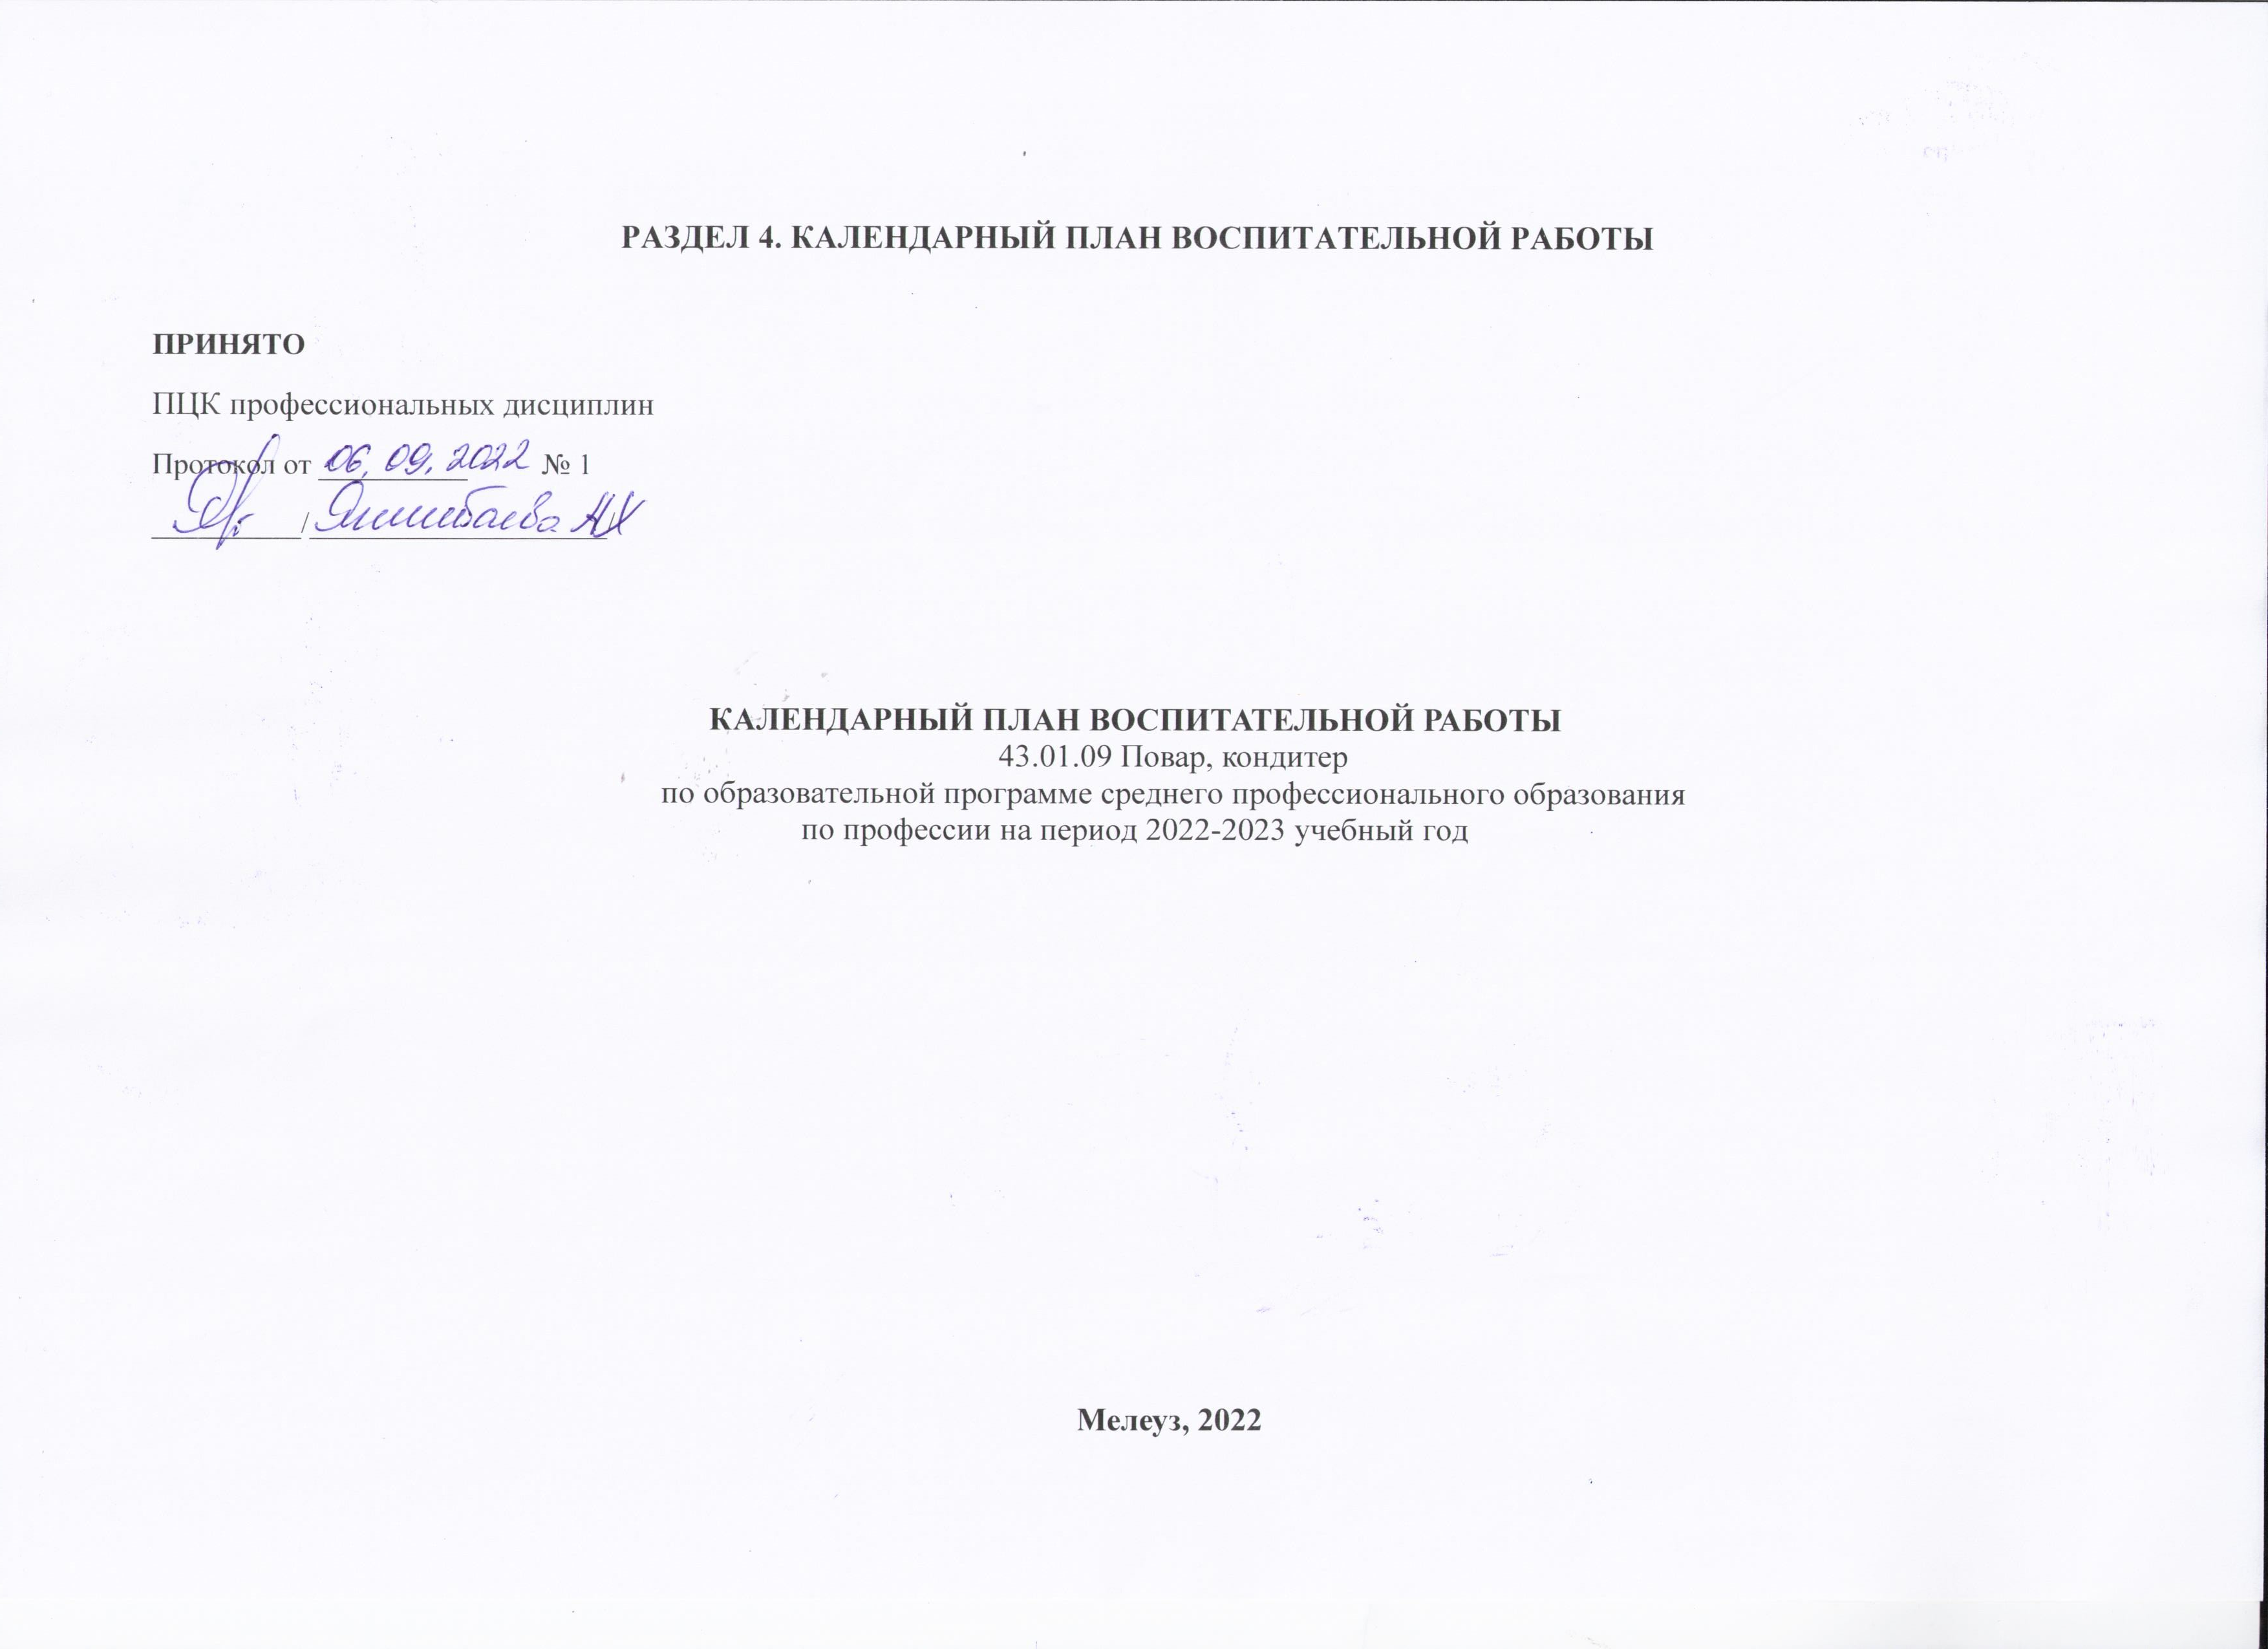 РАЗДЕЛ 4. КАЛЕНДАРНЫЙ ПЛАН ВОСПИТАТЕЛЬНОЙ РАБОТЫ
ПРИНЯТО
ПЦК профессиональных дисциплин
Протокол от 06.09.2022 № 1
/ Яншибаева
КАЛЕНДАРНЫЙ ПЛАН ВОСПИТАТЕЛЬНОЙ РАБОТЫ
43.01.09 Повар, кондитер
по образовательной программе среднего профессионального образования
по профессии на период 2022-2023 учебный год
Мелеуз, 2022